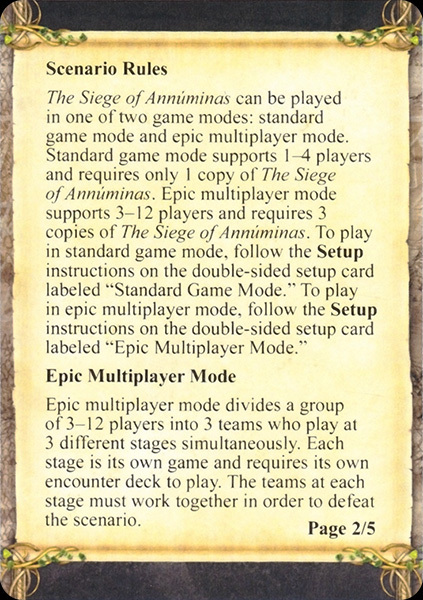 Scenario Rules
The Siege of Annúminas can be played
in one of two game modes: standard
game mode and epic multiplayer mode.
Standard game mode supports 1–4 players
and requires only 1 copy of The Siege
of Annúminas. Epic multiplayer mode
supports 3–12 players and requires 3
copies of The Siege of Annúminas. To play
in standard game mode, follow the Setup
instructions on the double-sided setup card
labeled “Standard Game Mode.” To play
in epic multiplayer mode, follow the Setup
instructions on the double-sided setup card
labeled “Epic Multiplayer Mode.”
Epic Multiplayer Mode
Epic multiplayer mode divides a group
of 3–12 players into 3 teams who play at
3 different stages simultaneously. Each
stage is its own game and requires its own
encounter deck to play. The teams at each
stage must work together in order to defeat
the scenario.
Page 2/5